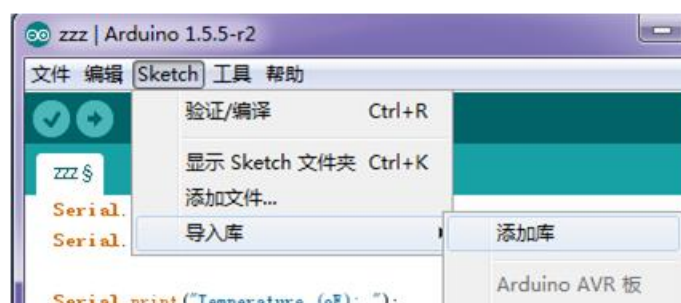 zzz | Arduino 1.5.5-r2
文件 编辑 Sketch 工具 帮助
验证/编译 Ctrl+R
zzz §
显示 Sketch 文件夹 Ctrl+K
添加文件...
Serial.
导入库
添加库
Serial.
Arduino AVR 板
Serial.print("Temperature (oF): ");